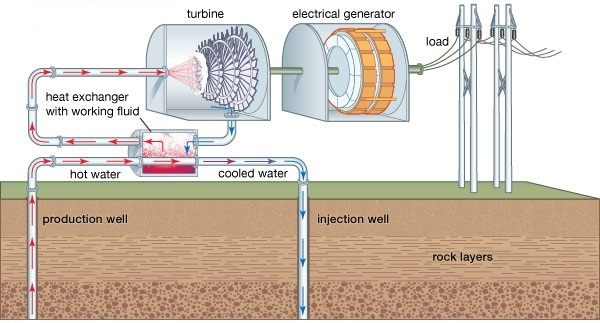 turbine
electrical generator
load
heat exchanger
with working fluid
hot water
cooled water
production well
injection well
rock layers